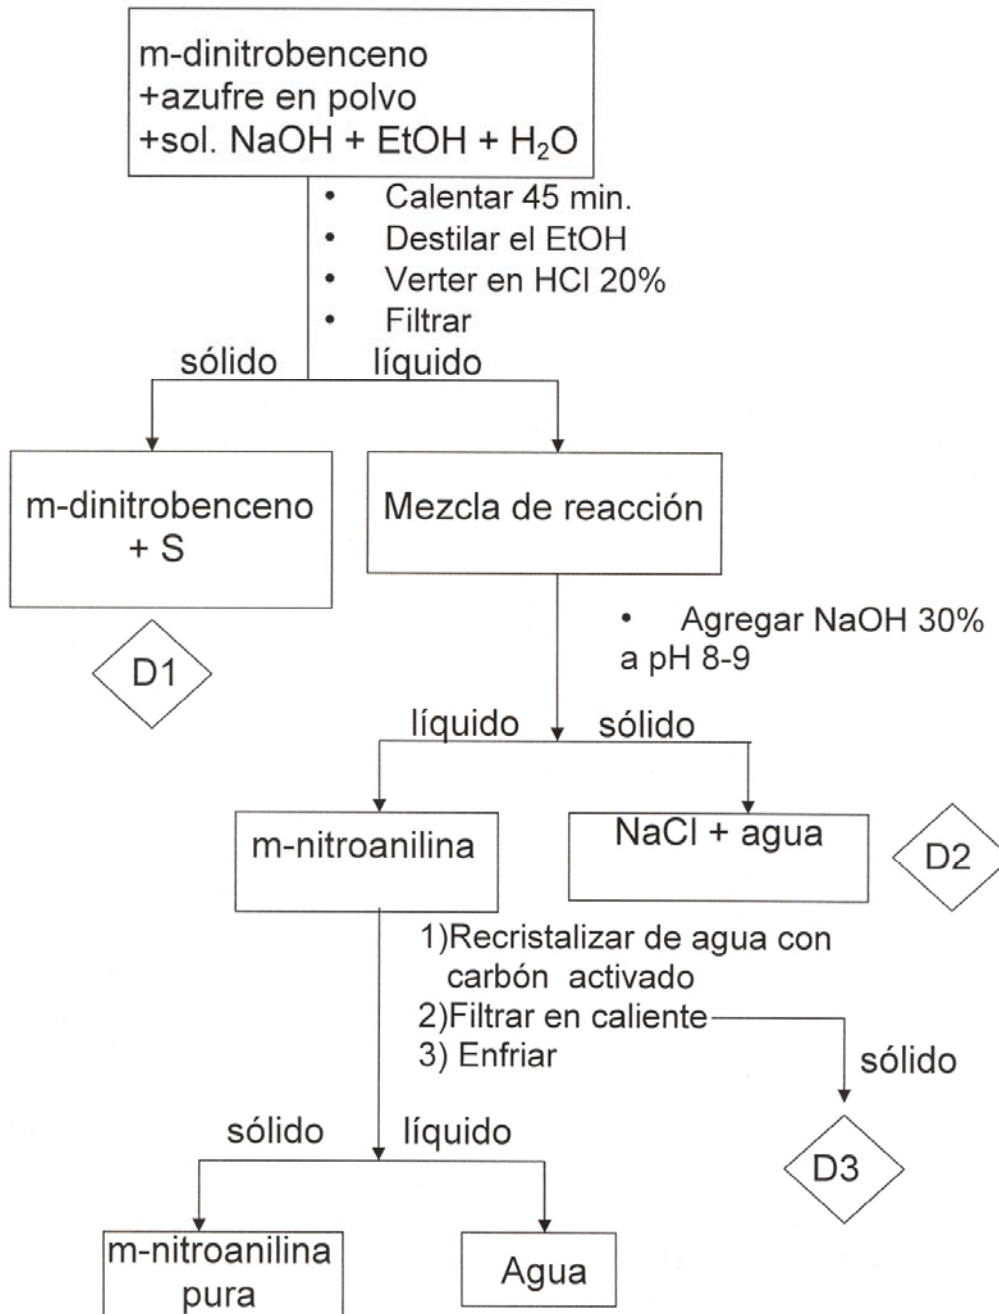 m-dinitrobenceno
+azufre en polvo
+sol. NaOH + EtOH + H₂O
• Calentar 45 min.
• Destilar el EtOH
• Verter en HCl 20%
• Filtrar
sólido líquido
m-dinitrobenceno
+ S
Mezcla de reacción
D1
• Agregar NaOH 30%
a pH 8-9
líquido sólido
m-nitroanilina
NaCl + agua
D2
1)Recristalizar de agua con
carbón activado
2)Filtrar en caliente
3) Enfriar
sólido
D3
sólido líquido
m-nitroanilina
pura
Agua